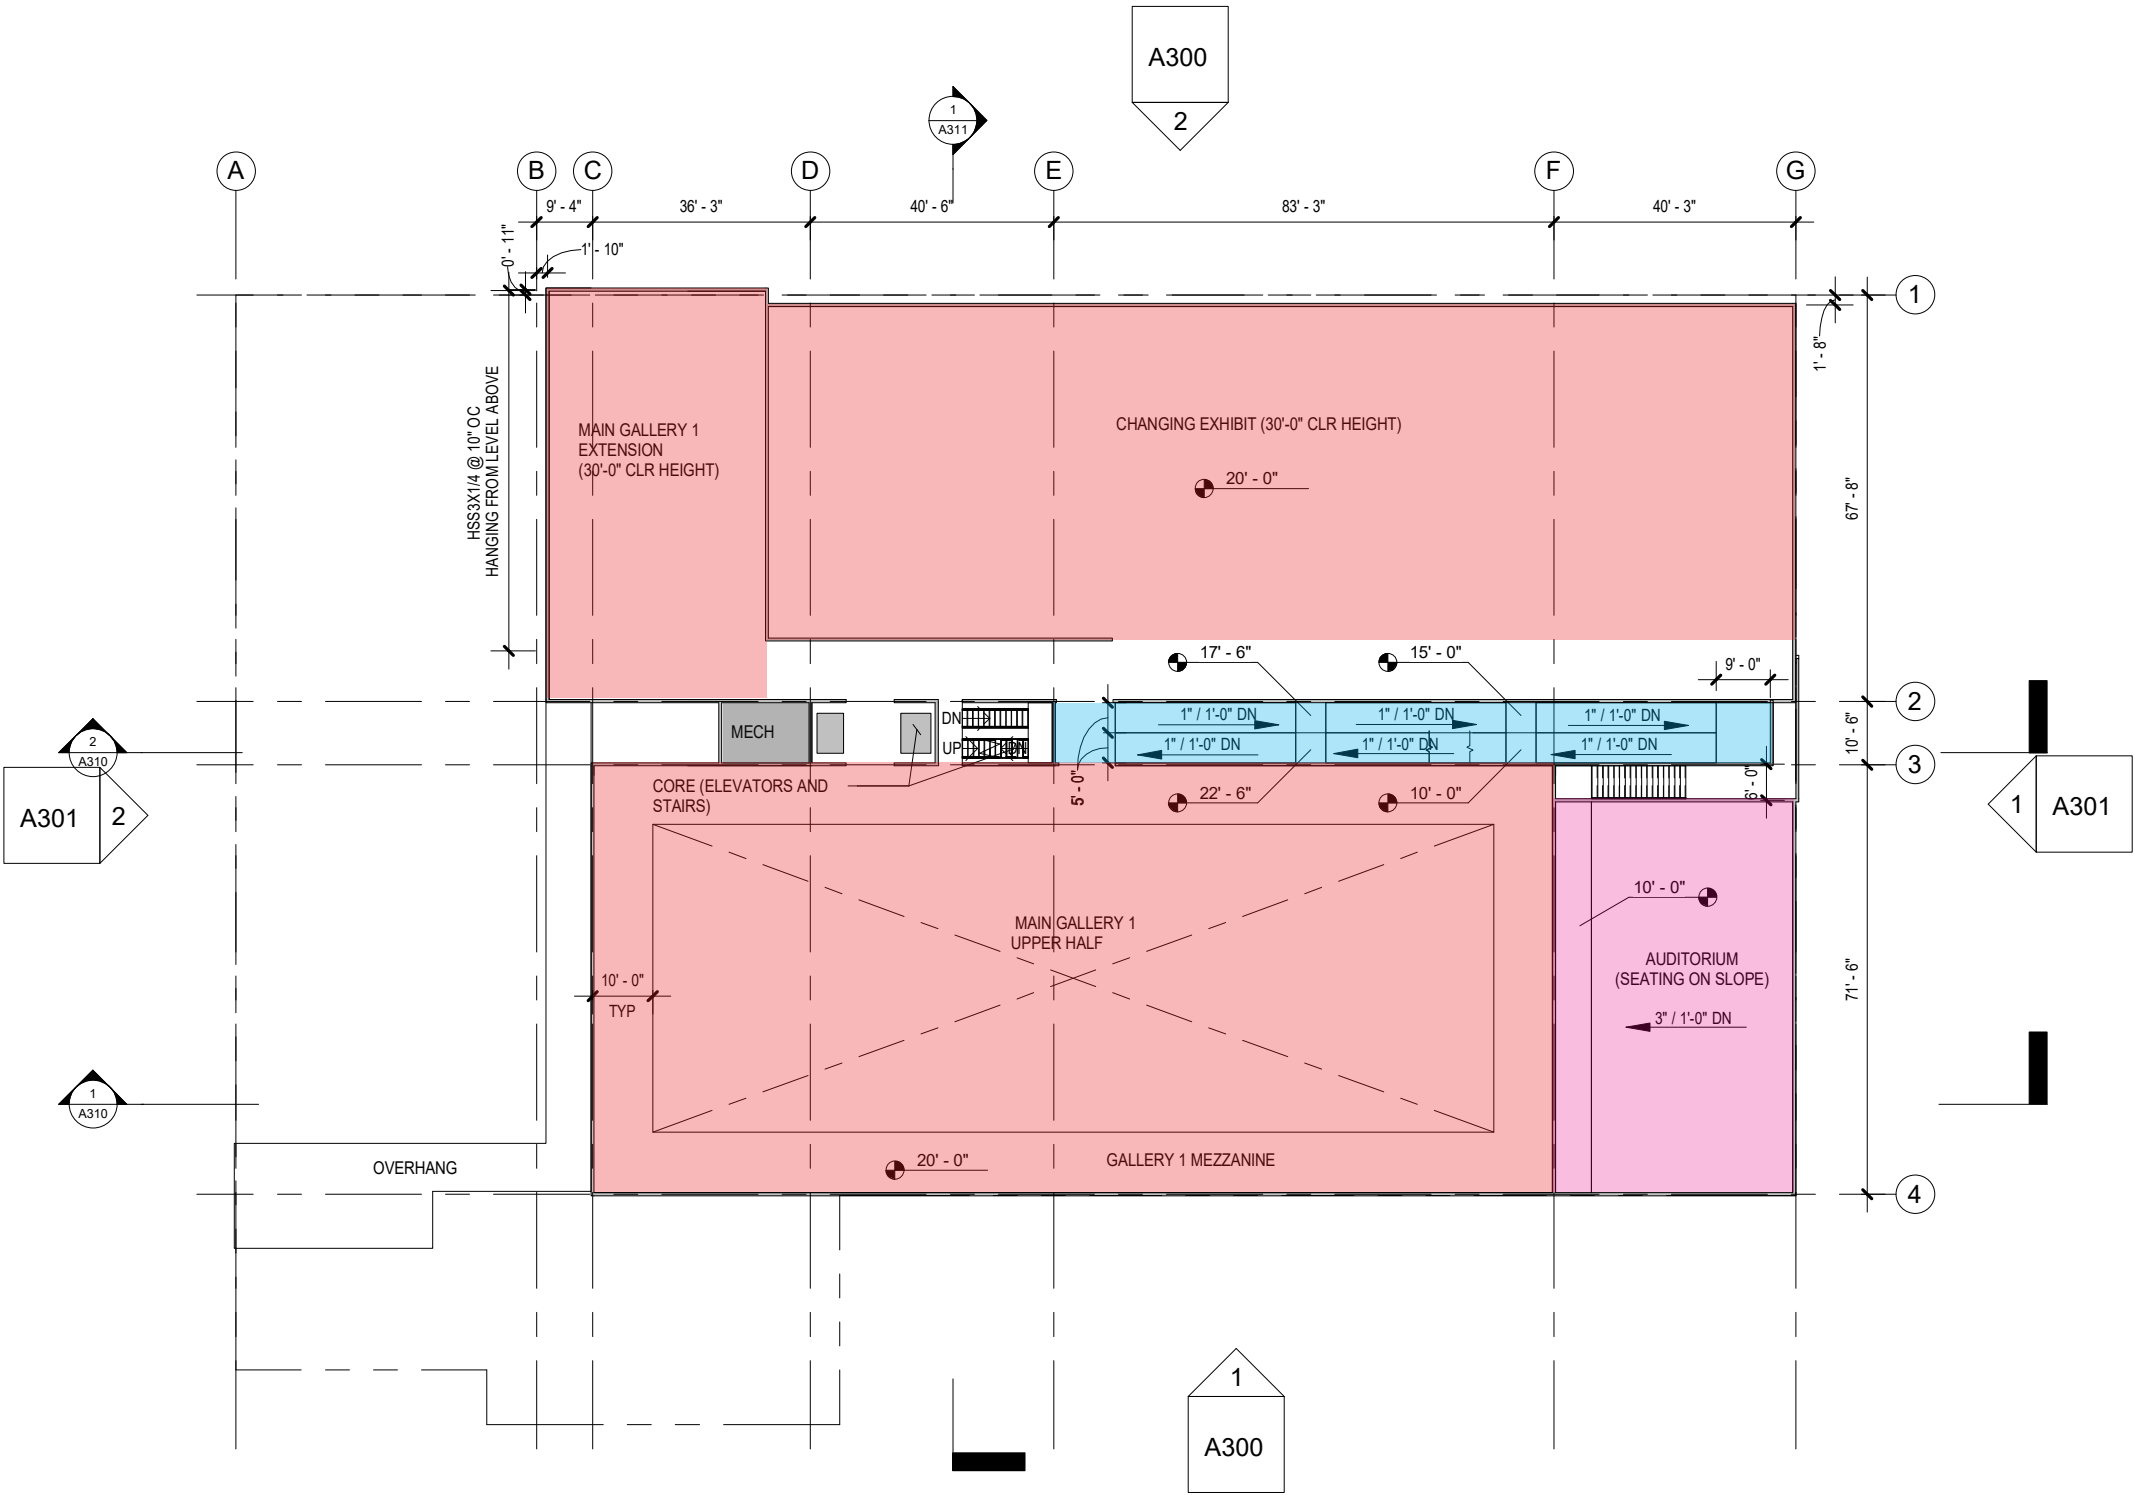 A300
2
1
A311
A
B
C
D
E
F
G
9' - 4"
36' - 3"
40' - 6"
83' - 3"
40' - 3"
0' - 11"
1' - 10"
1
1' - 8"
HSS3X1/4 @ 10" OC
HANGING FROM LEVEL ABOVE
MAIN GALLERY 1
EXTENSION
(30'-0" CLR HEIGHT)
CHANGING EXHIBIT (30'-0" CLR HEIGHT)
20' - 0"
67' - 8"
17' - 6"
15' - 0"
9' - 0"
2
MECH
DN
UP
DN
1" / 1'-0" DN
1" / 1'-0" DN
1" / 1'-0" DN
1" / 1'-0" DN
1" / 1'-0" DN
1" / 1'-0" DN
10' - 6"
3
2
A310
A301
2
CORE (ELEVATORS AND
STAIRS)
5' - 0"
22' - 6"
10' - 0"
6' - 0"
1
A301
10' - 0"
MAIN GALLERY 1
UPPER HALF
AUDITORIUM
(SEATING ON SLOPE)
3" / 1'-0" DN
10' - 0"
TYP
71' - 6"
1
A310
OVERHANG
20' - 0"
GALLERY 1 MEZZANINE
4
1
A300